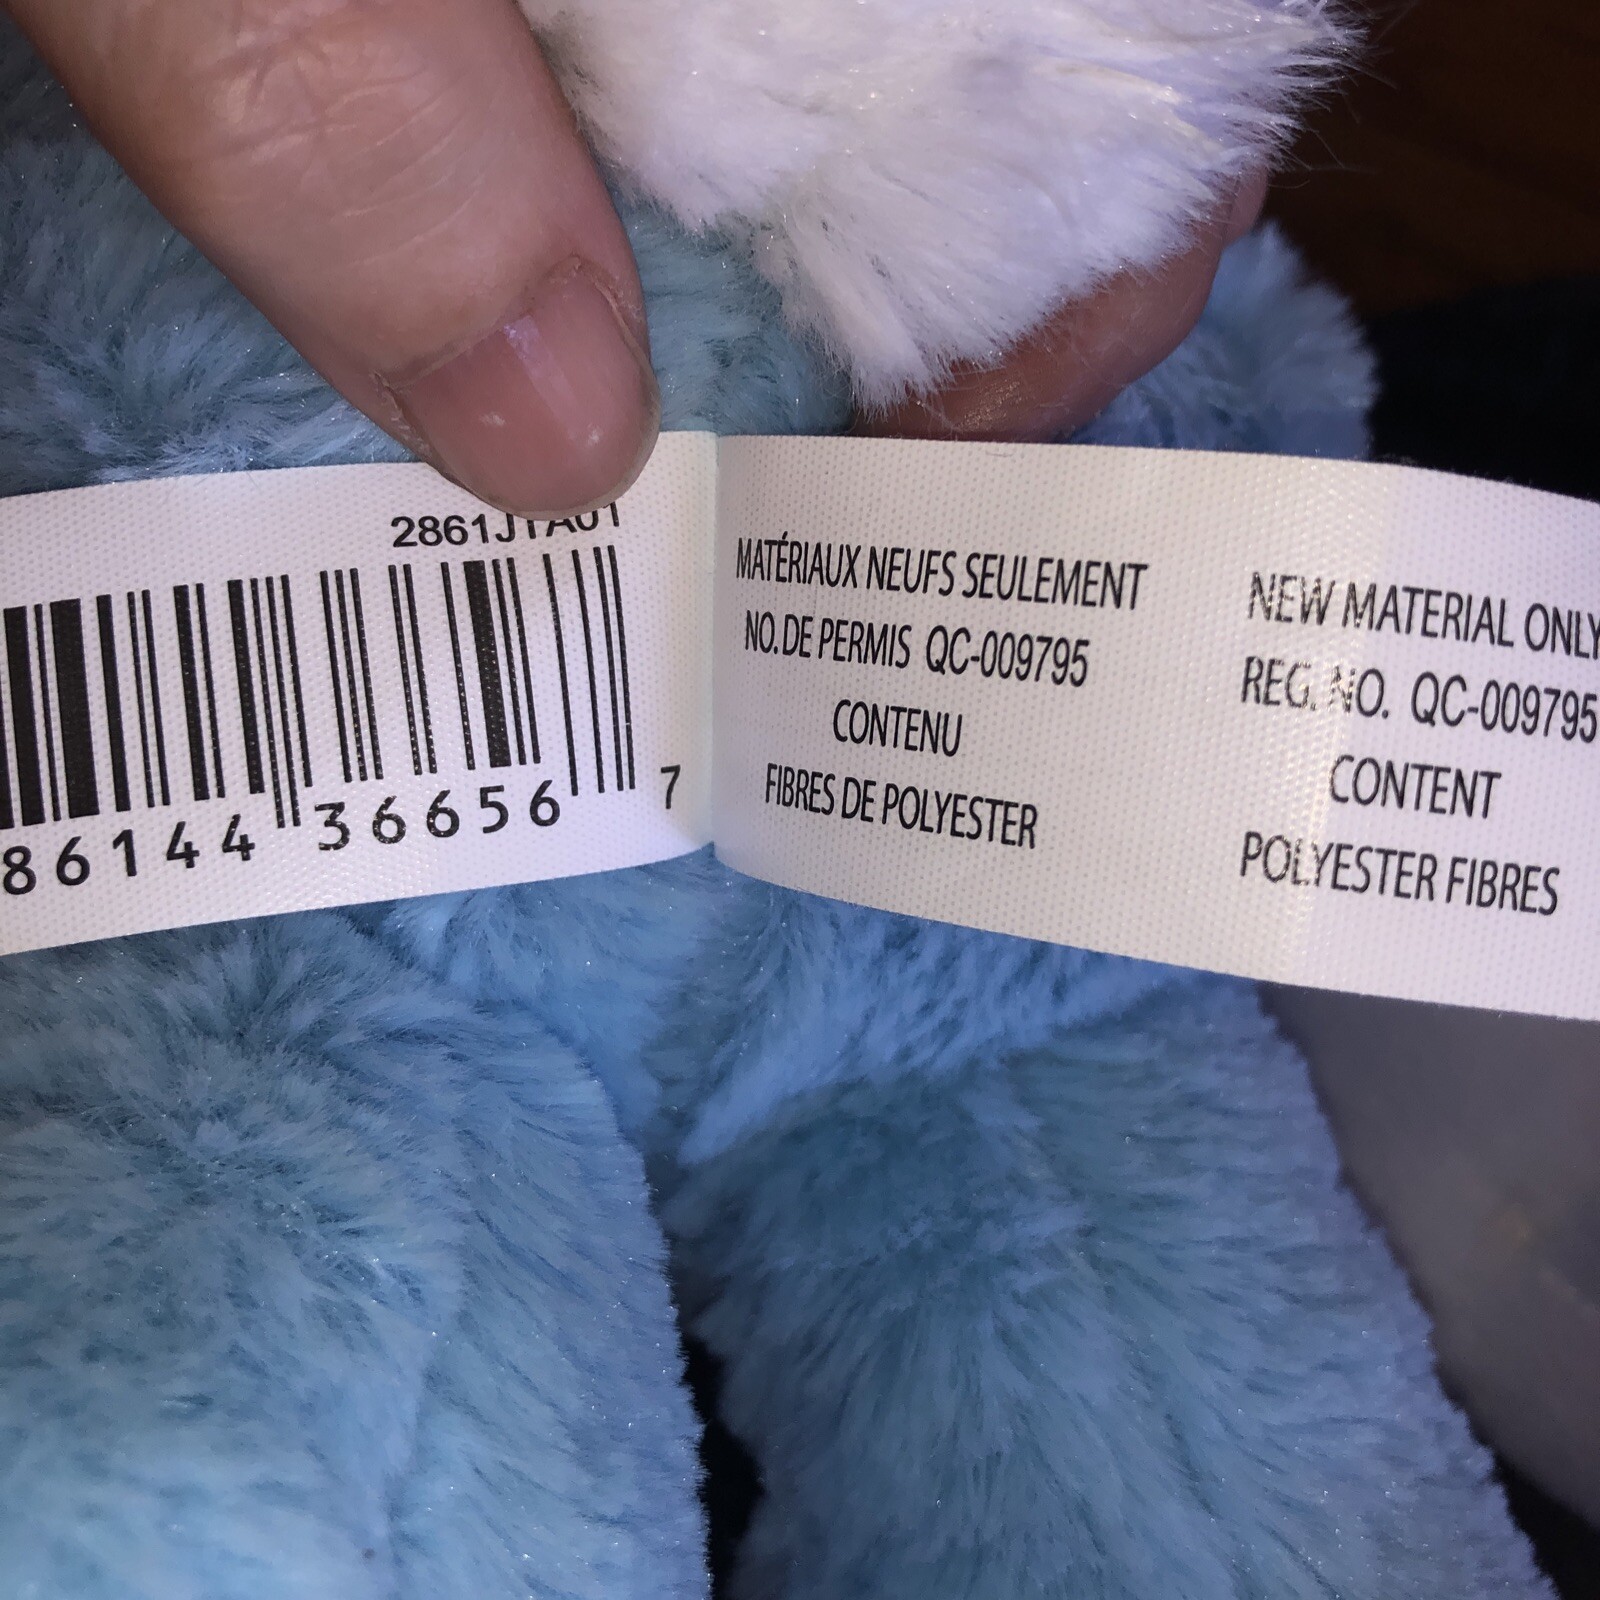 2861JTA01
86144 36656 7
MATÉRIAUX NEUFS SEULEMENT
NO. DE PERMIS QC-009795
CONTENU
FIBRES DE POLYESTER
NEW MATERIAL ONLY
REG. NO. QC-009795
CONTENT
POLYESTER FIBRES